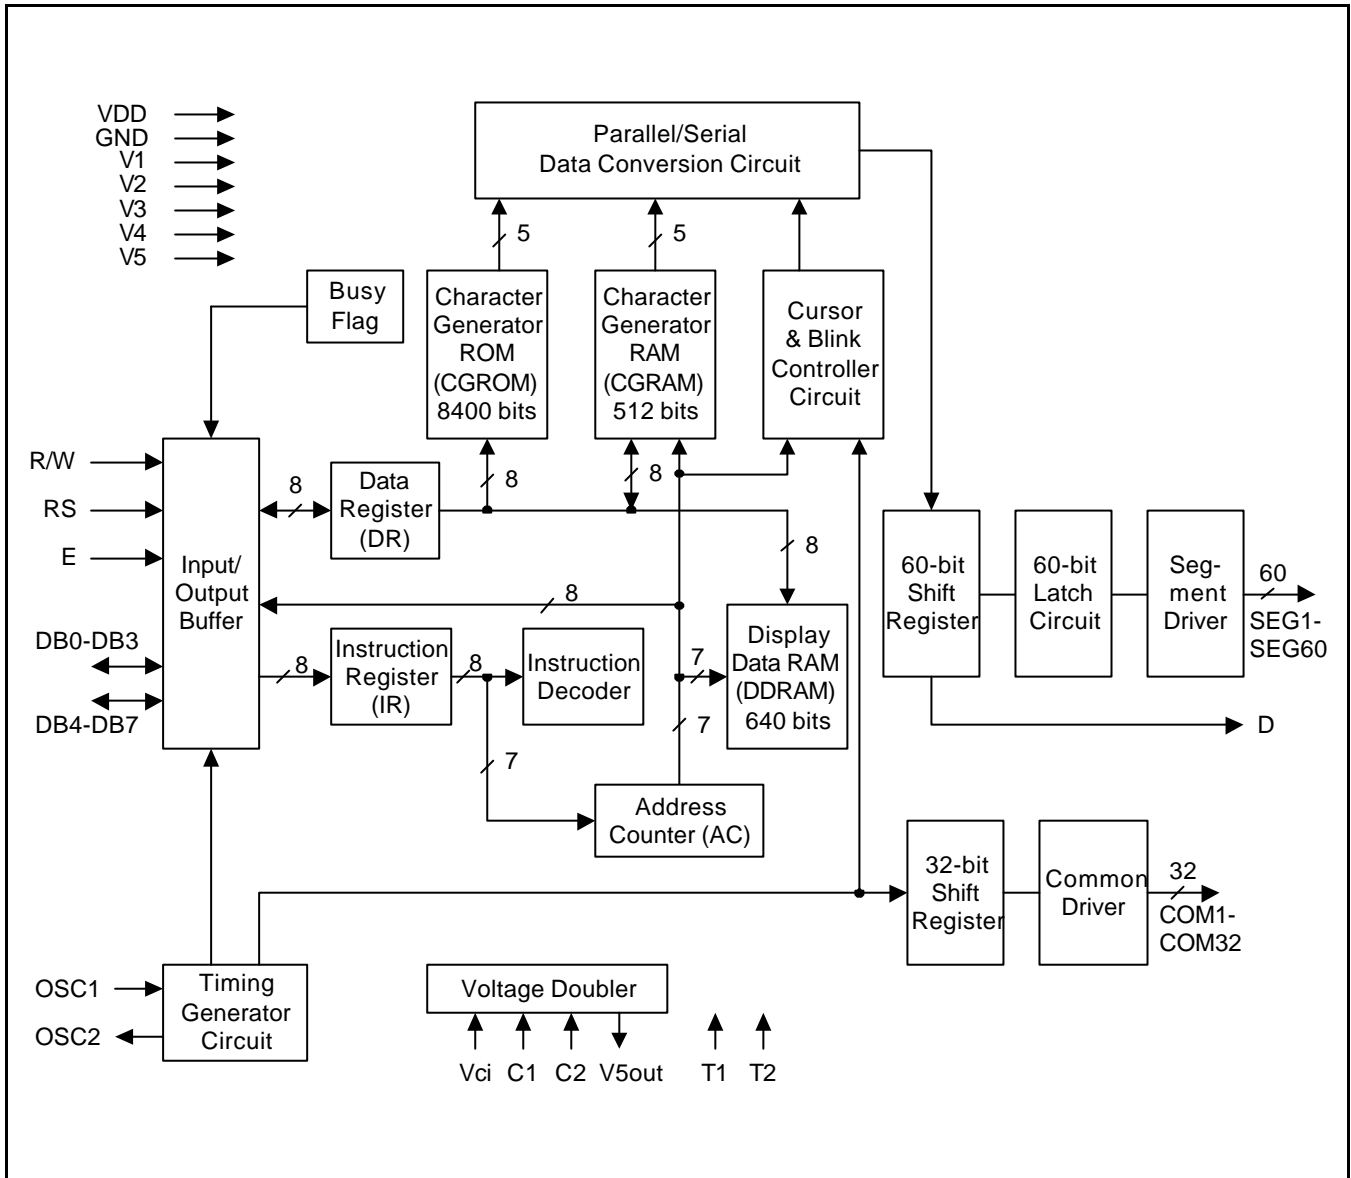 VDD
GND
V1
V2
V3
V4
V5
Parallel/Serial
Data Conversion Circuit
5
5
Busy
Flag
Character
Generator
ROM
(CGROM)
8400 bits
Character
Generator
RAM
(CGRAM)
512 bits
Cursor
& Blink
Controller
Circuit
R/W
RS
E
DB0-DB3
DB4-DB7
Input/
Output
Buffer
8
Data
Register
(DR)
8
8
8
8
8
Instruction
Register
(IR)
8
Instruction
Decoder
7
7
7
Display
Data RAM
(DDRAM)
640 bits
Address
Counter (AC)
60-bit
Shift
Register
60-bit
Latch
Circuit
Seg-
ment
Driver
60
SEG1-
SEG60
D
32-bit
Shift
Register
Common
Driver
32
COM1-
COM32
OSC1
OSC2
Timing
Generator
Circuit
Voltage Doubler
Vci
C1
C2
V5out
T1
T2